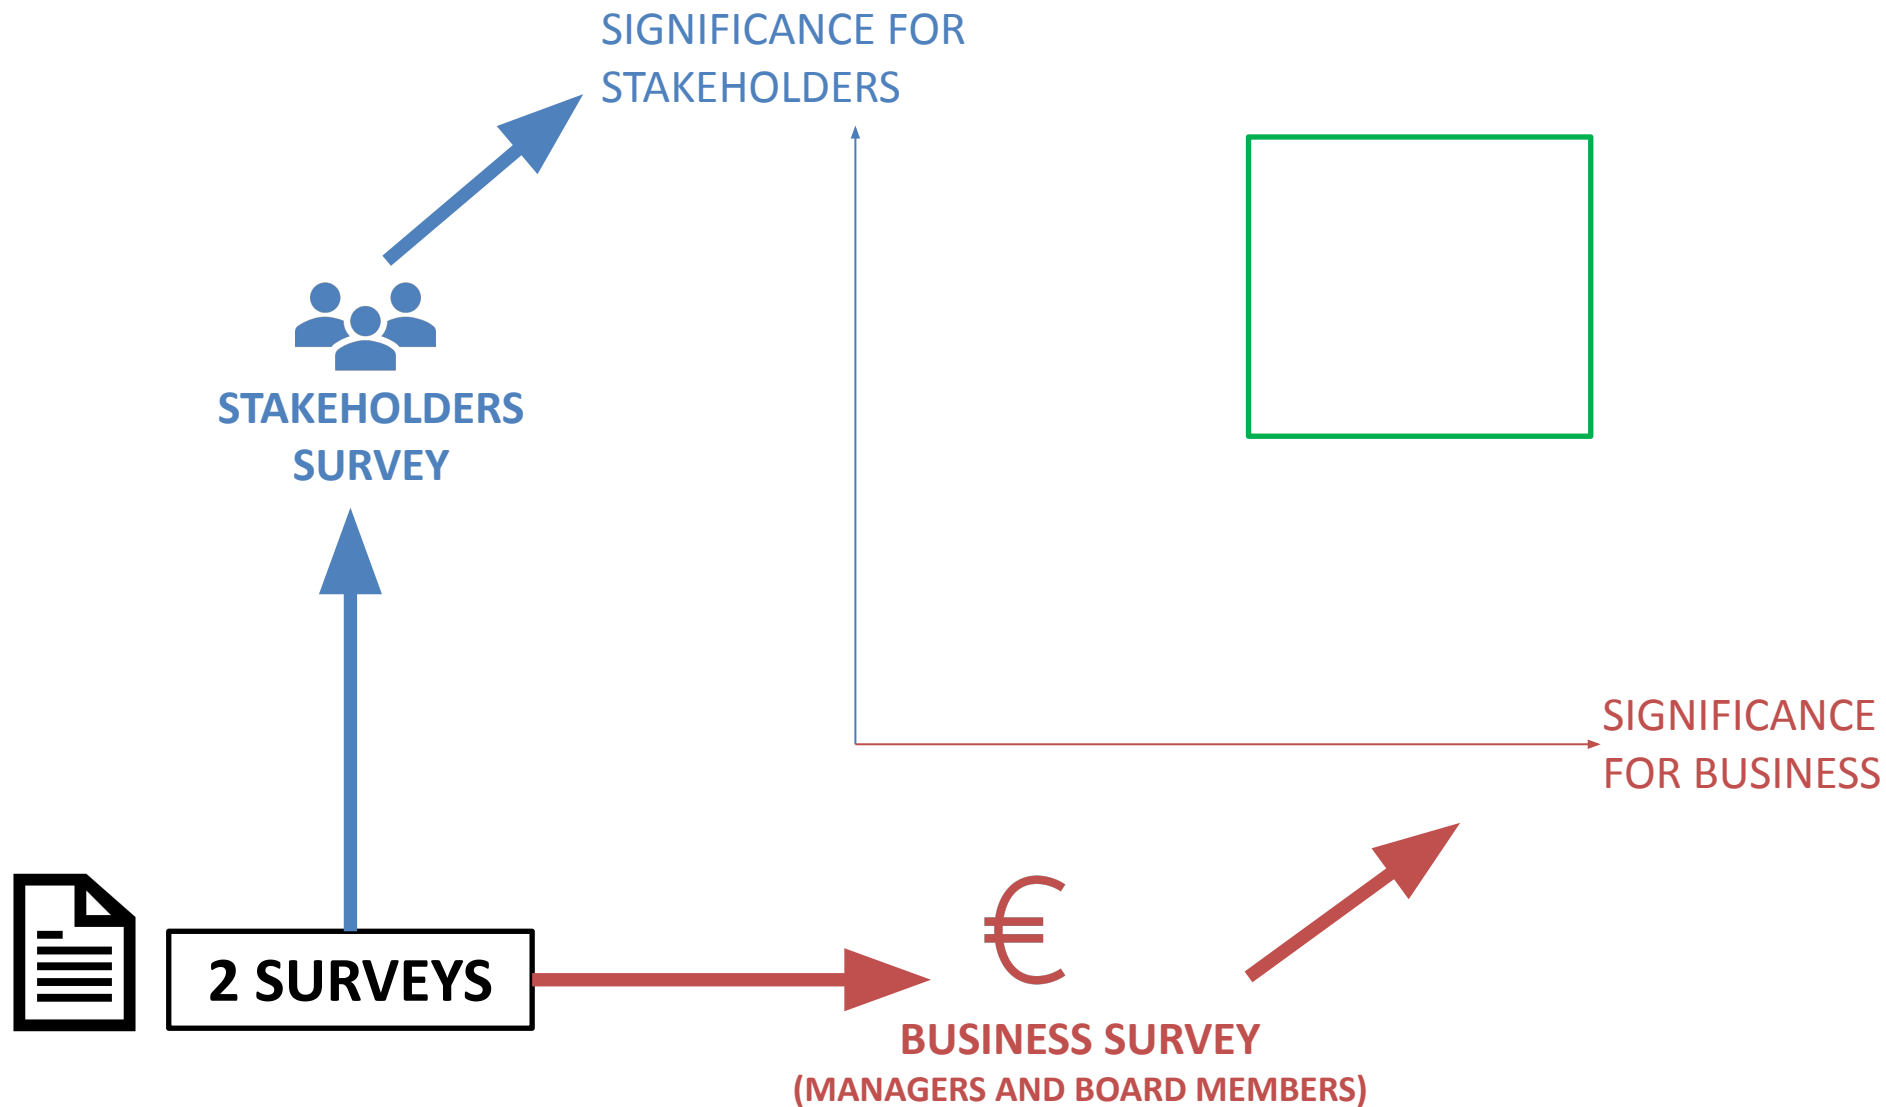 SIGNIFICANCE FOR
STAKEHOLDERS
STAKEHOLDERS
SURVEY
SIGNIFICANCE
FOR BUSINESS
2 SURVEYS
€
BUSINESS SURVEY
(MANAGERS AND BOARD MEMBERS)